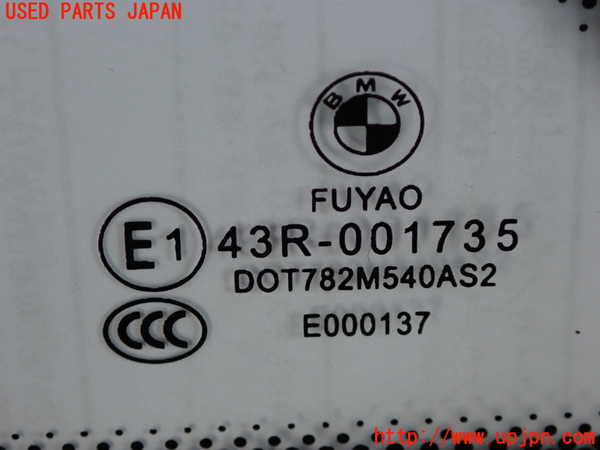 USED PARTS JAPAN
BMW
FUYAO
E1 43R-001735
DOT782M540AS2
CCC E000137
http://www.upjpn.com